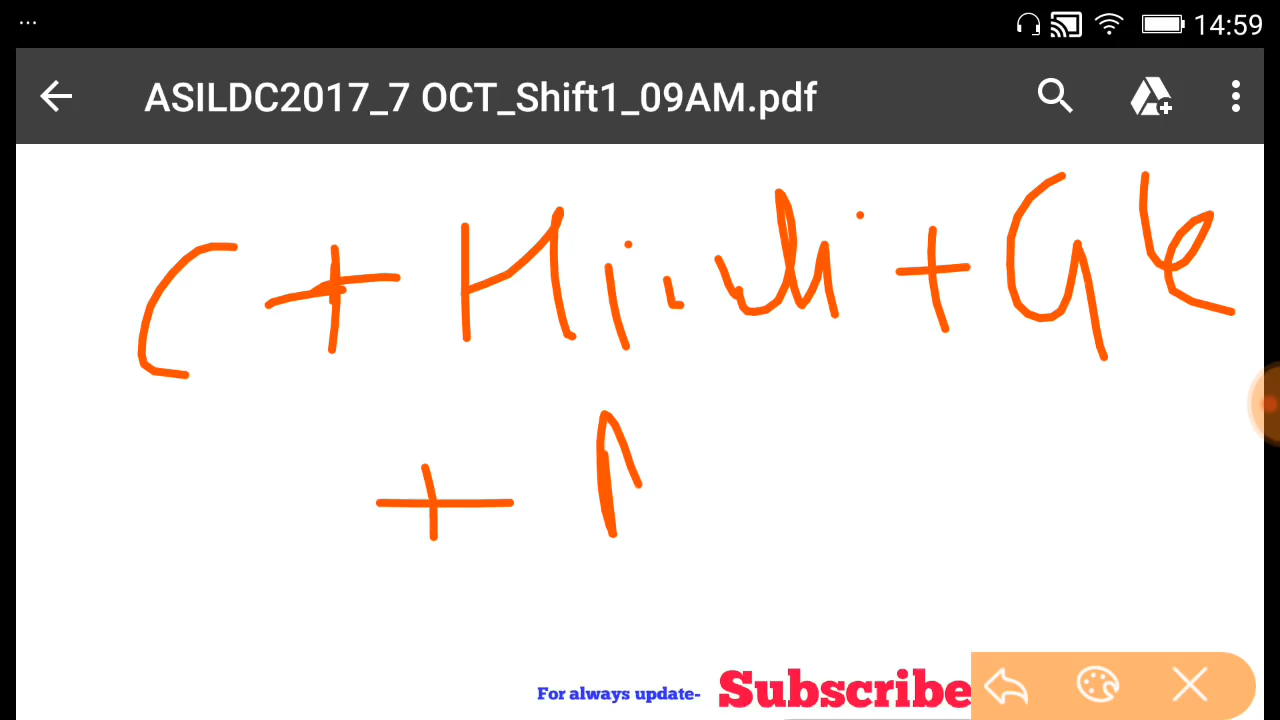 ... 14:59
ASILDC2017_7 OCT_Shift1_09AM.pdf
C + Hindi + Gk
+
For always update- Subscribe